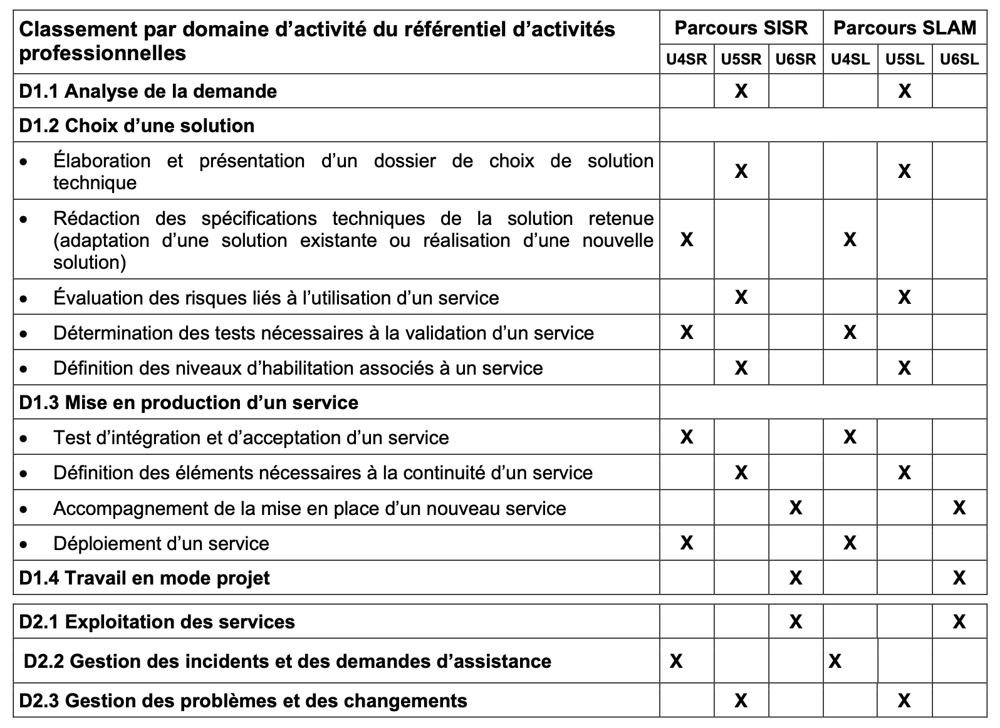 Classement par domaine d’activité du référentiel d’activités professionnelles
Parcours SISR
Parcours SLAM
U4SR U5SR U6SR U4SL U5SL U6SL
D1.1 Analyse de la demande X X
D1.2 Choix d’une solution
• Élaboration et présentation d’un dossier de choix de solution
technique X X
• Rédaction des spécifications techniques de la solution retenue
(adaptation d’une solution existante ou réalisation d’une nouvelle X X
solution)
• Évaluation des risques liés à l’utilisation d’un service X X
• Détermination des tests nécessaires à la validation d’un service X X
• Définition des niveaux d’habilitation associés à un service X X
D1.3 Mise en production d’un service
• Test d’intégration et d’acceptation d’un service X X
• Définition des éléments nécessaires à la continuité d’un service X X
• Accompagnement de la mise en place d’un nouveau service X X
• Déploiement d’un service X X
D1.4 Travail en mode projet X X
D2.1 Exploitation des services X X
D2.2 Gestion des incidents et des demandes d’assistance X X
D2.3 Gestion des problèmes et des changements X X